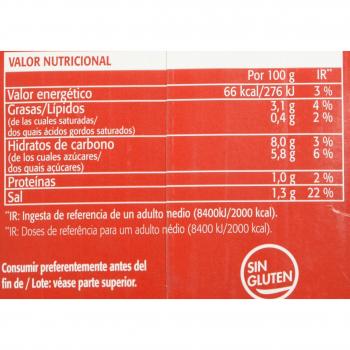 VALOR NUTRICIONAL
Por 100 g IR**
Valor energético 66 kcal/276 kJ 3 %
Grasas/Lípidos 3,1 g 4 %
(de las cuales saturadas/ 0,4 g 2 %
dos quais ácidos gordos saturados)
Hidratos de carbono 8,0 g 3 %
(de los cuales azúcares/ 5,8 g 6 %
dos quais açúcares)
Proteínas 1,0 g 2 %
Sal 1,3 g 22 %
**IR: Ingesta de referencia de un adulto medio (8400kJ/2000 kcal).
**IR: Doses de referência para um adulto médio (8400 kJ/2000 kcal).
Consumir preferentemente antes del
fin de / Lote: véase parte superior.
SIN
GLUTEN